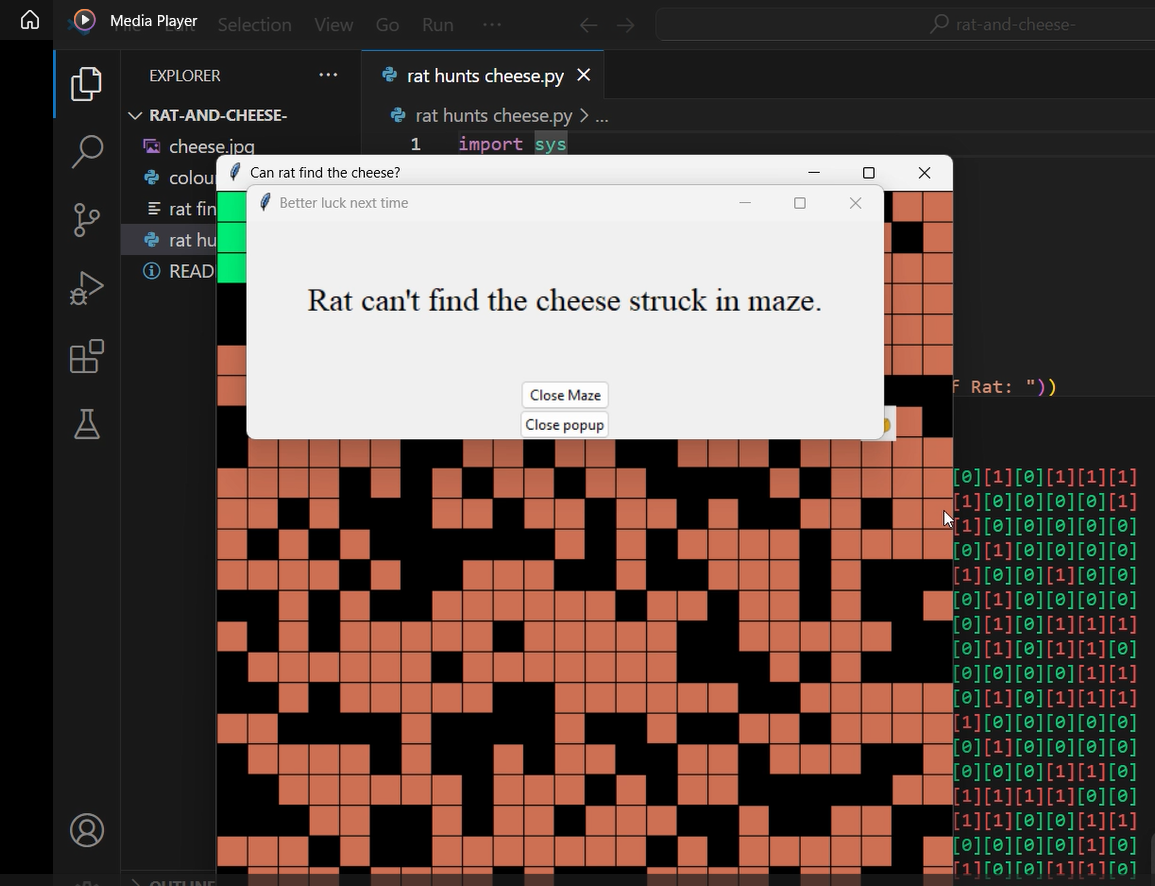 Media Player
File Edit Selection View Go Run ··· rat-and-cheese-
EXPLORER ···
rat hunts cheese.py
RAT-AND-CHEESE-
rat hunts cheese.py > ...
cheese.jpg
1 import sys
colou
rat fin
rat hu
READ
Can rat find the cheese?
Better luck next time
Rat can't find the cheese struck in maze.
Close Maze
Close popup
f Rat: "))
[0][1][0][1][1][1]
[1][0][0][0][0][1]
[1][0][0][0][0][0]
[0][1][0][0][0][0]
[1][0][0][1][0][0]
[0][1][0][0][0][0]
[0][1][0][1][1][1]
[0][1][0][1][1][0]
[0][0][0][0][1][1]
[0][1][0][1][1][1]
[1][0][0][0][0][0]
[0][1][0][0][0][0]
[0][0][0][1][1][0]
[1][1][1][1][0][0]
[1][1][0][0][1][1]
[0][0][0][0][1][0]
[1][0][0][1][1][0]
OUTLINE